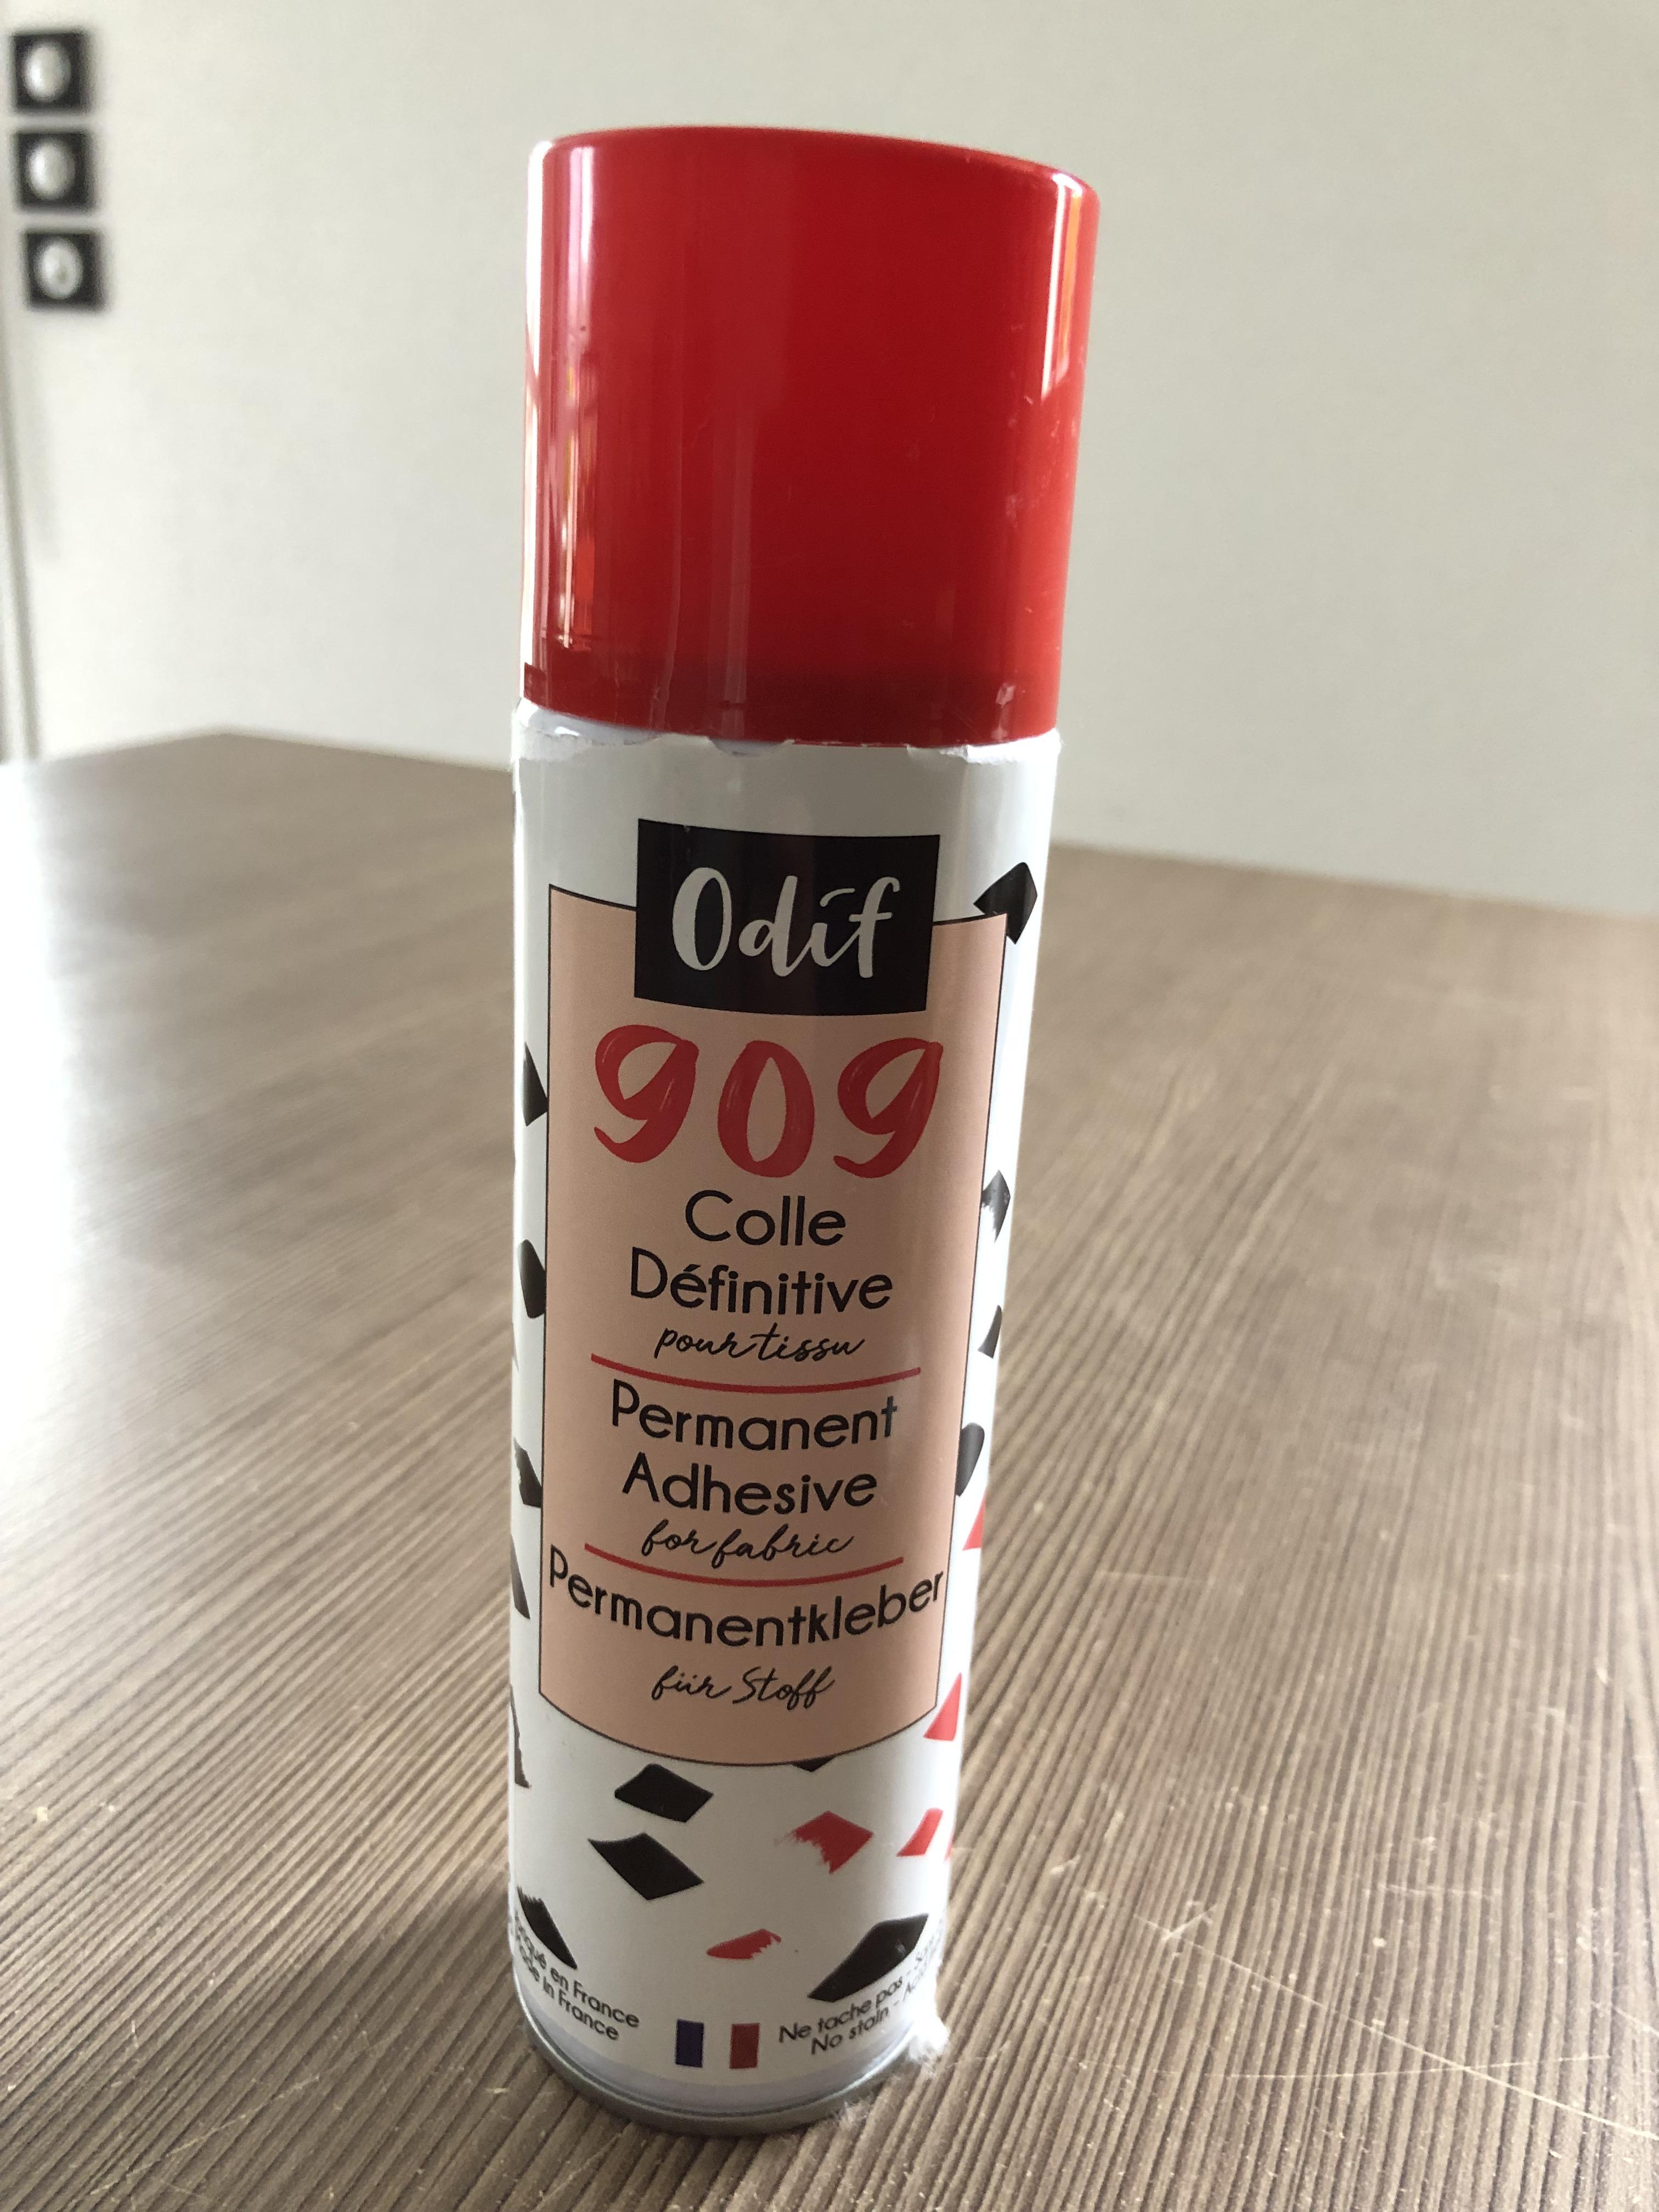 Odif
909
Colle
Définitive
pour tissu
Permanent
Adhesive
for fabric
Permanentkleber
für Stoff
en France
Made in France
Ne tache pas -
No stain -